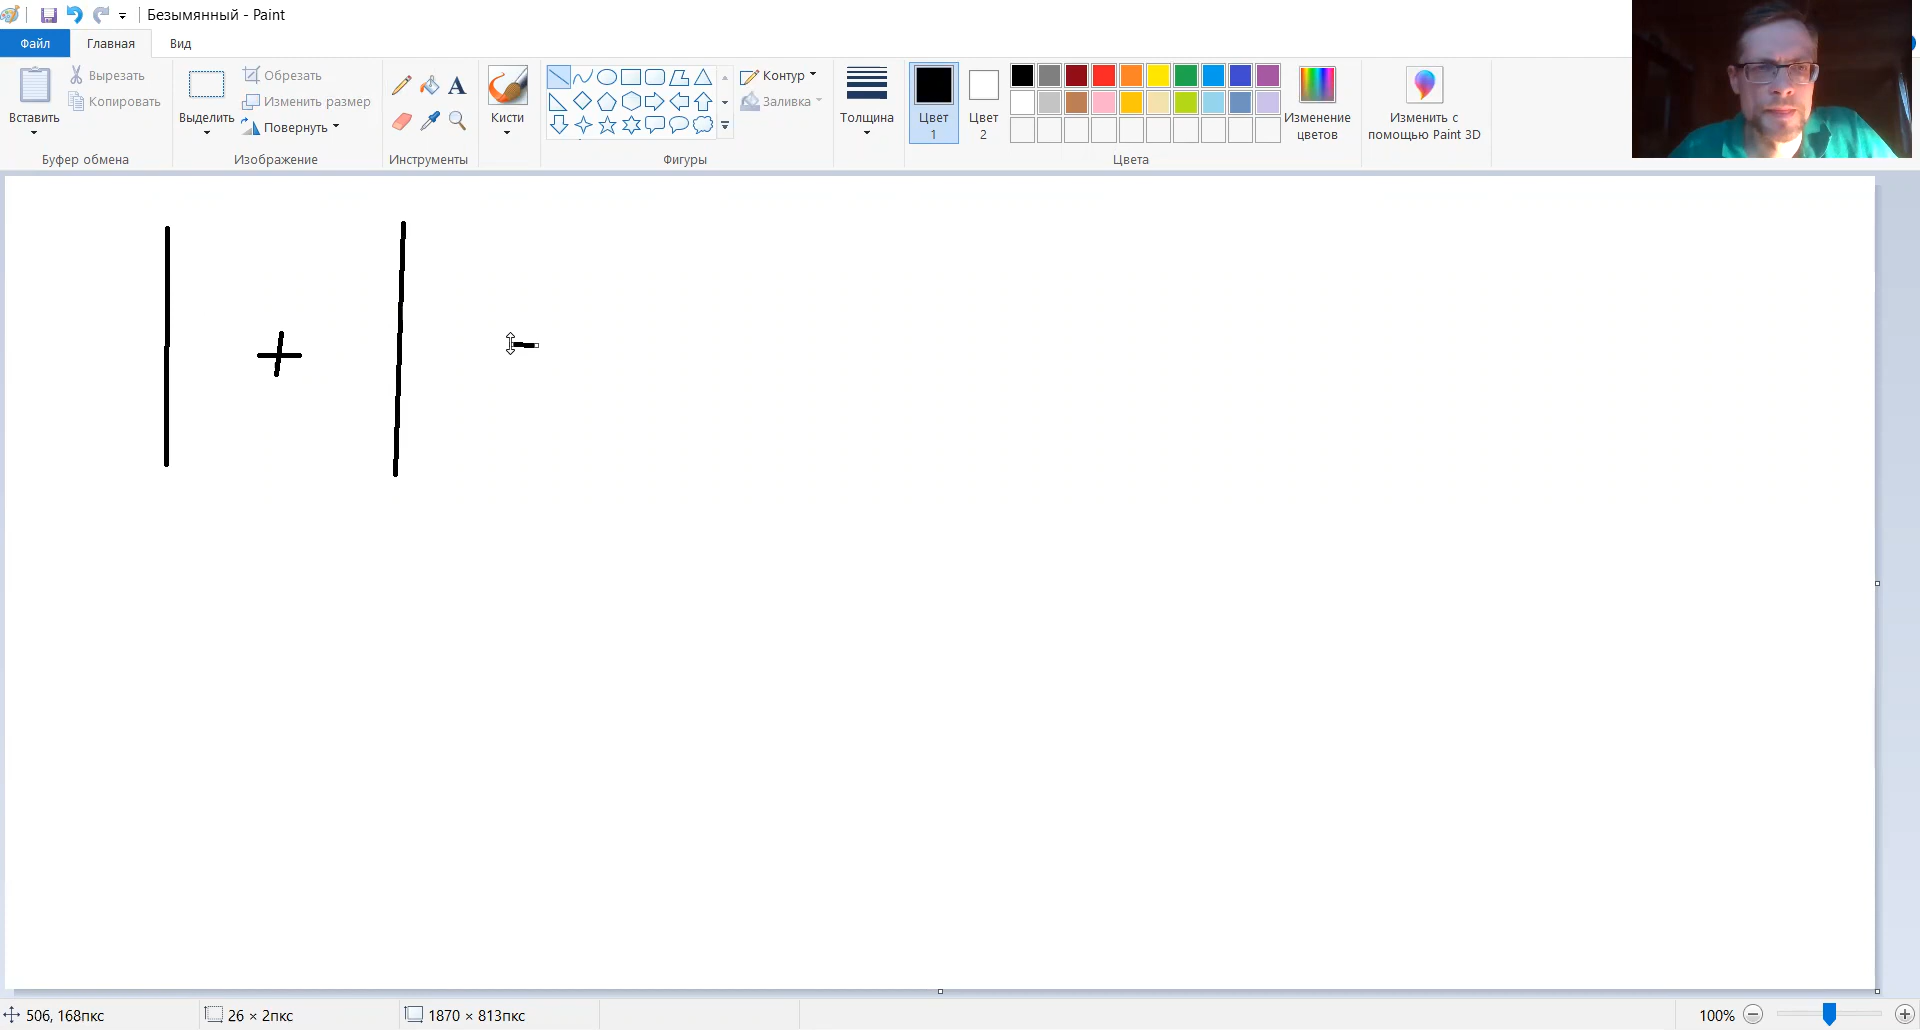 Безымянный - Paint
Файл Главная Вид
Вставить
Вырезать
Копировать
Буфер обмена
Выделить
Обрезать
Изменить размер
Повернуть
Изображение
A
Инструменты
Кисти
Контур
Заливка
Фигуры
Толщина
Цвет
1
Цвет
2
Изменение
цветов
Цвета
Изменить с
помощью Paint 3D
| + | -
506, 168пкс 26 × 2пкс 1870 × 813пкс 100%